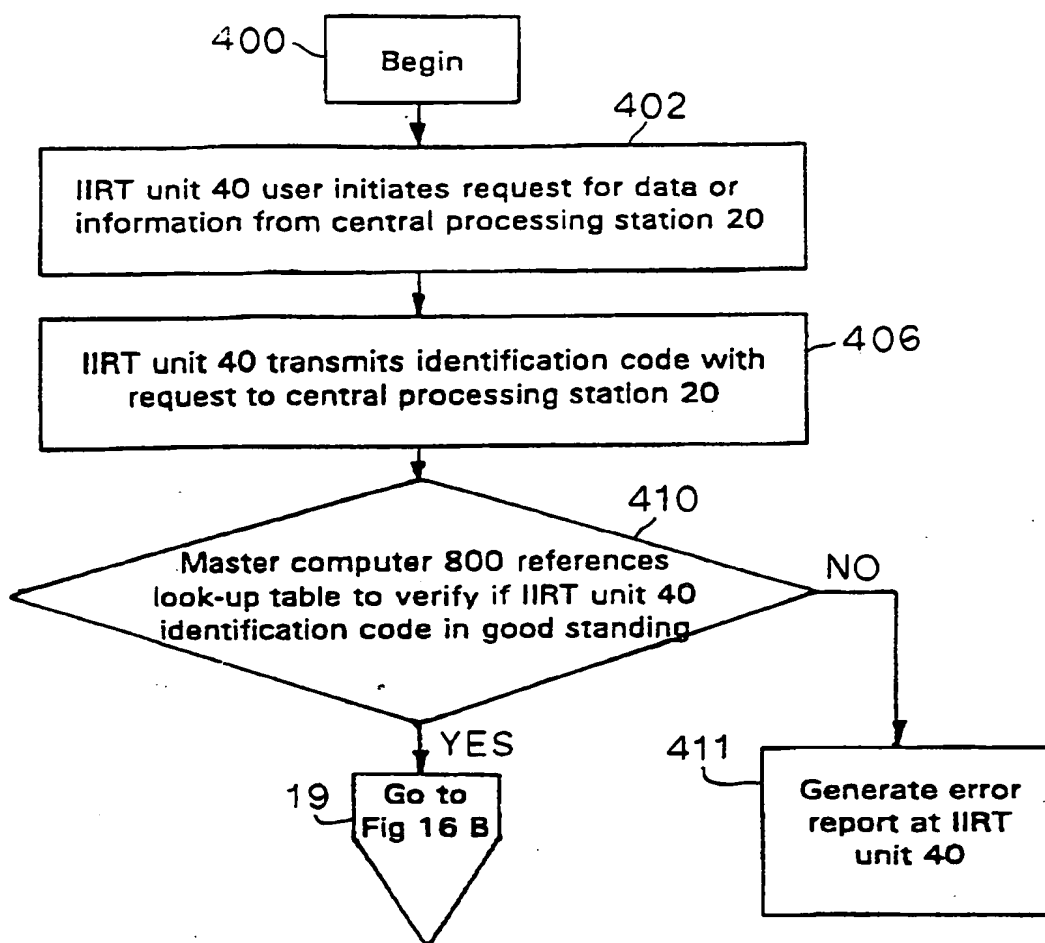 400
Begin
402
IIRT unit 40 user initiates request for data or
information from central processing station 20
IIRT unit 40 transmits identification code with
request to central processing station 20
406
410
Master computer 800 references
look-up table to verify if IIRT unit 40
identification code in good standing
NO
YES
19
Go to
Fig 16 B
411
Generate error
report at IIRT
unit 40